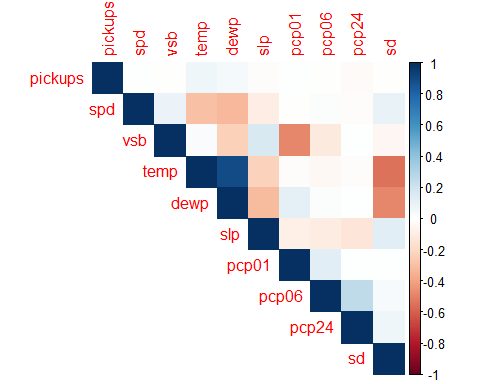 pickups spd vsb temp dewp slp pcp01 pcp06 pcp24 sd
pickups
spd
vsb
temp
dewp
slp
pcp01
pcp06
pcp24
sd
1
0.8
0.6
0.4
0.2
0
-0.2
-0.4
-0.6
-0.8
-1